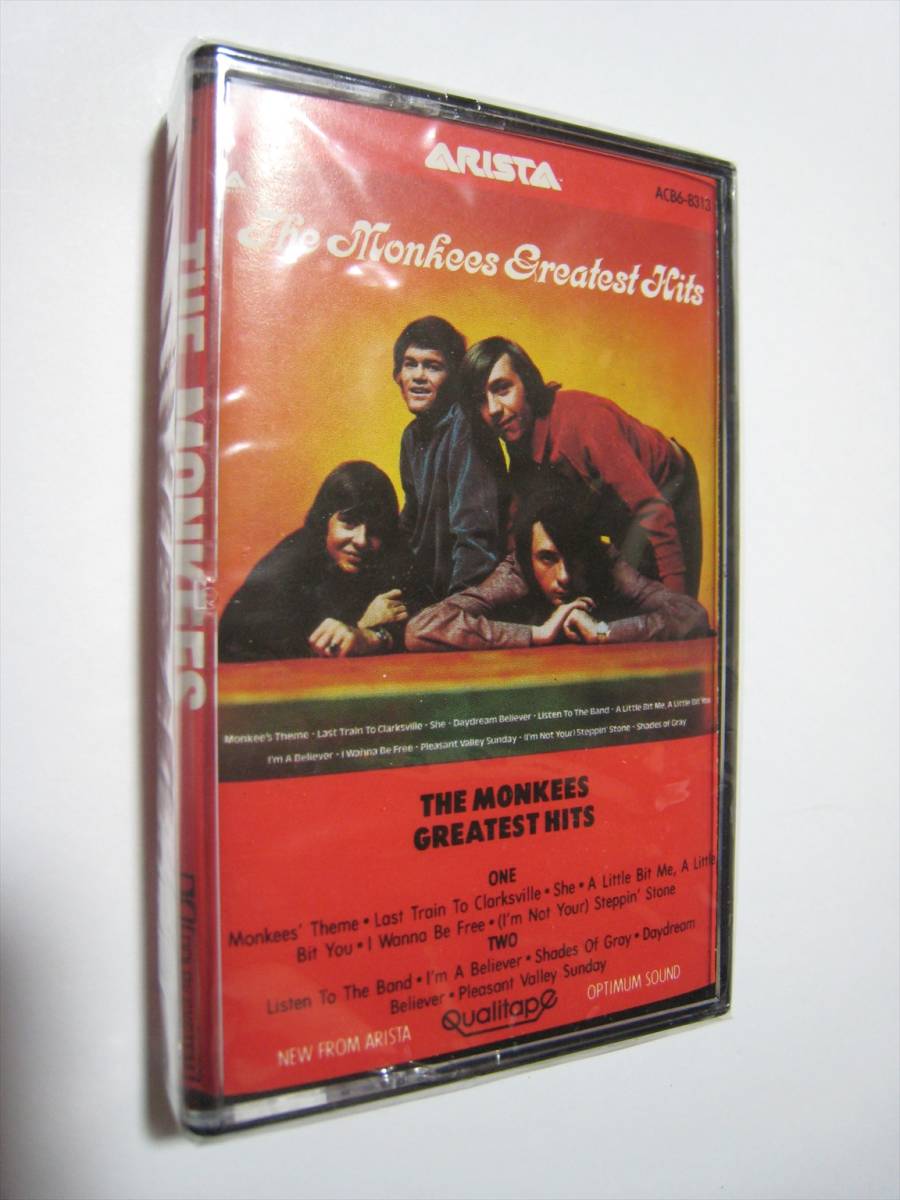 ARISTA
ACB6-8313
The Monkees Greatest Hits
Monkee's Theme - Last Train To Clarksville - She - Daydream Believer - Listen To The Band - A Little Bit Me, A Little Bit You
I'm A Believer - I Wanna Be Free - Pleasant Valley Sunday - (I'm Not Your) Steppin' Stone - Shades of Gray
THE MONKEES
GREATEST HITS
ONE
Monkees' Theme • Last Train To Clarksville • She • A Little Bit Me, A Little
Bit You • I Wanna Be Free • (I'm Not Your) Steppin' Stone
TWO
Listen To The Band • I'm A Believer • Shades Of Gray • Daydream
Believer • Pleasant Valley Sunday
NEW FROM ARISTA
Qualitape
OPTIMUM SOUND
THE MONKEES